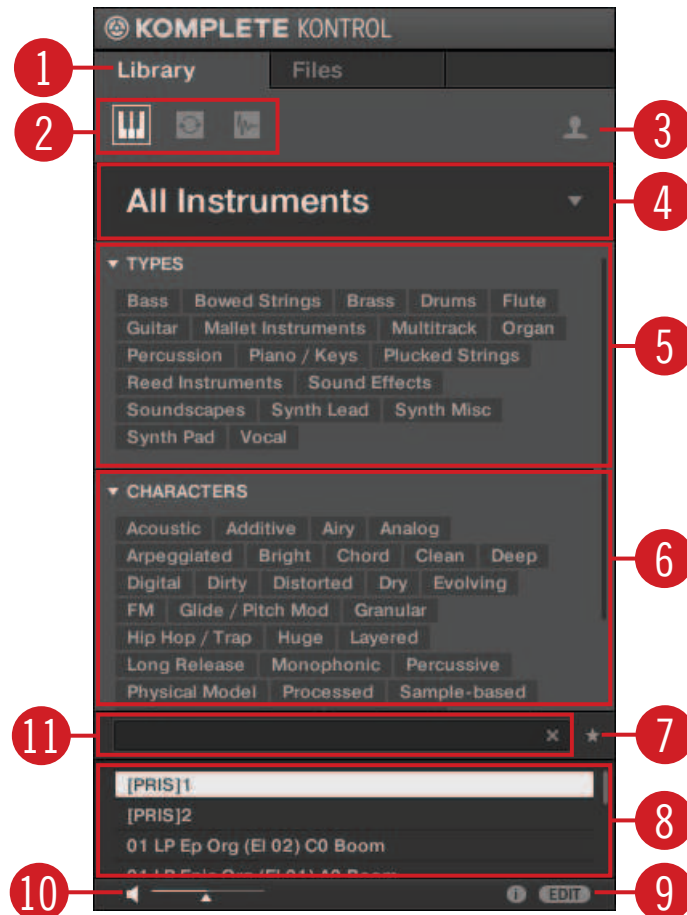 KOMPLETE KONTROL
1 Library Files
2 3
All Instruments 4
TYPES
Bass Bowed Strings Brass Drums Flute
Guitar Mallet Instruments Multitrack Organ
Percussion Piano / Keys Plucked Strings 5
Reed Instruments Sound Effects
Soundscapes Synth Lead Synth Misc
Synth Pad Vocal
CHARACTERS
Acoustic Additive Airy Analog
Arpeggiated Bright Chord Clean Deep
Digital Dirty Distorted Dry Evolving 6
FM Glide / Pitch Mod Granular
Hip Hop / Trap Huge Layered
Long Release Monophonic Percussive
Physical Model Processed Sample-based
11 7
[PRIS]1
[PRIS]2 8
01 LP Ep Org (El 02) C0 Boom
10 EDIT 9